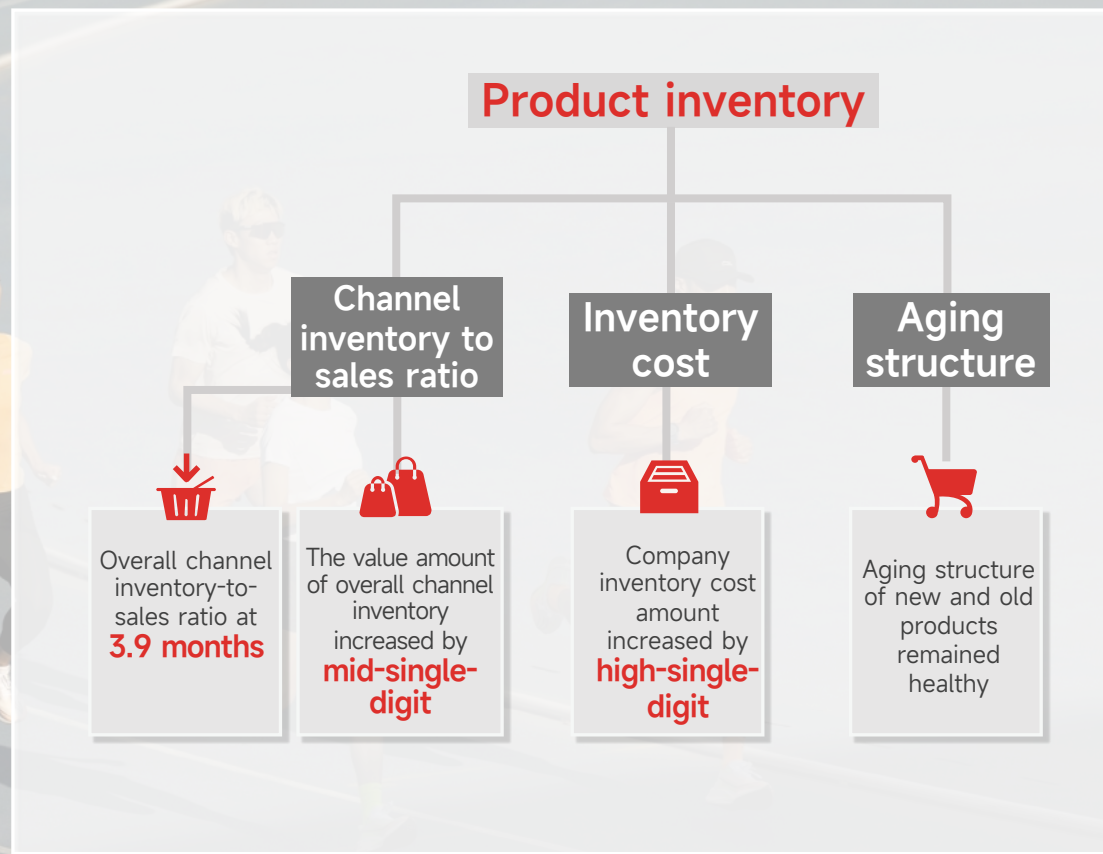 Product inventory
Channel
inventory to
sales ratio
Inventory
cost
Aging
structure
Overall channel
inventory-to-
sales ratio at
3.9 months
The value amount
of overall channel
inventory
increased by
mid-single-
digit
Company
inventory cost
amount
increased by
high-single-
digit
Aging structure
of new and old
products
remained
healthy